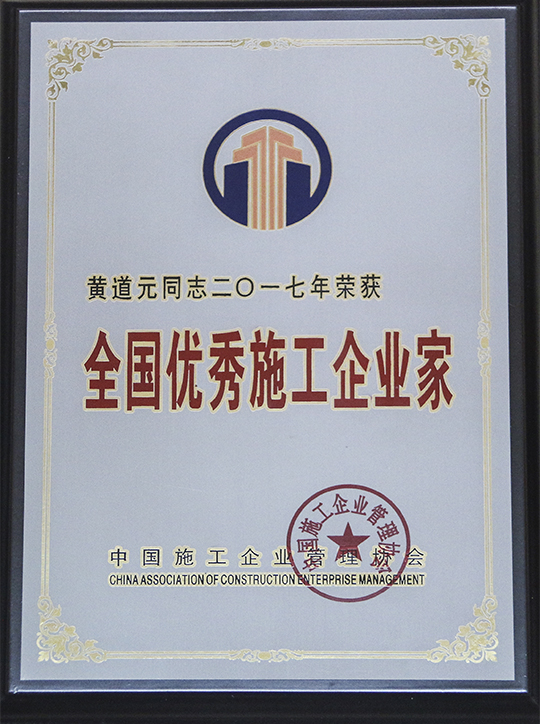 黄道元同志二〇一七年荣获
全国优秀施工企业家
中国施工企业管理协会
中国施工企业管理协会
CHINA ASSOCIATION OF CONSTRUCTION ENTERPRISE MANAGEMENT